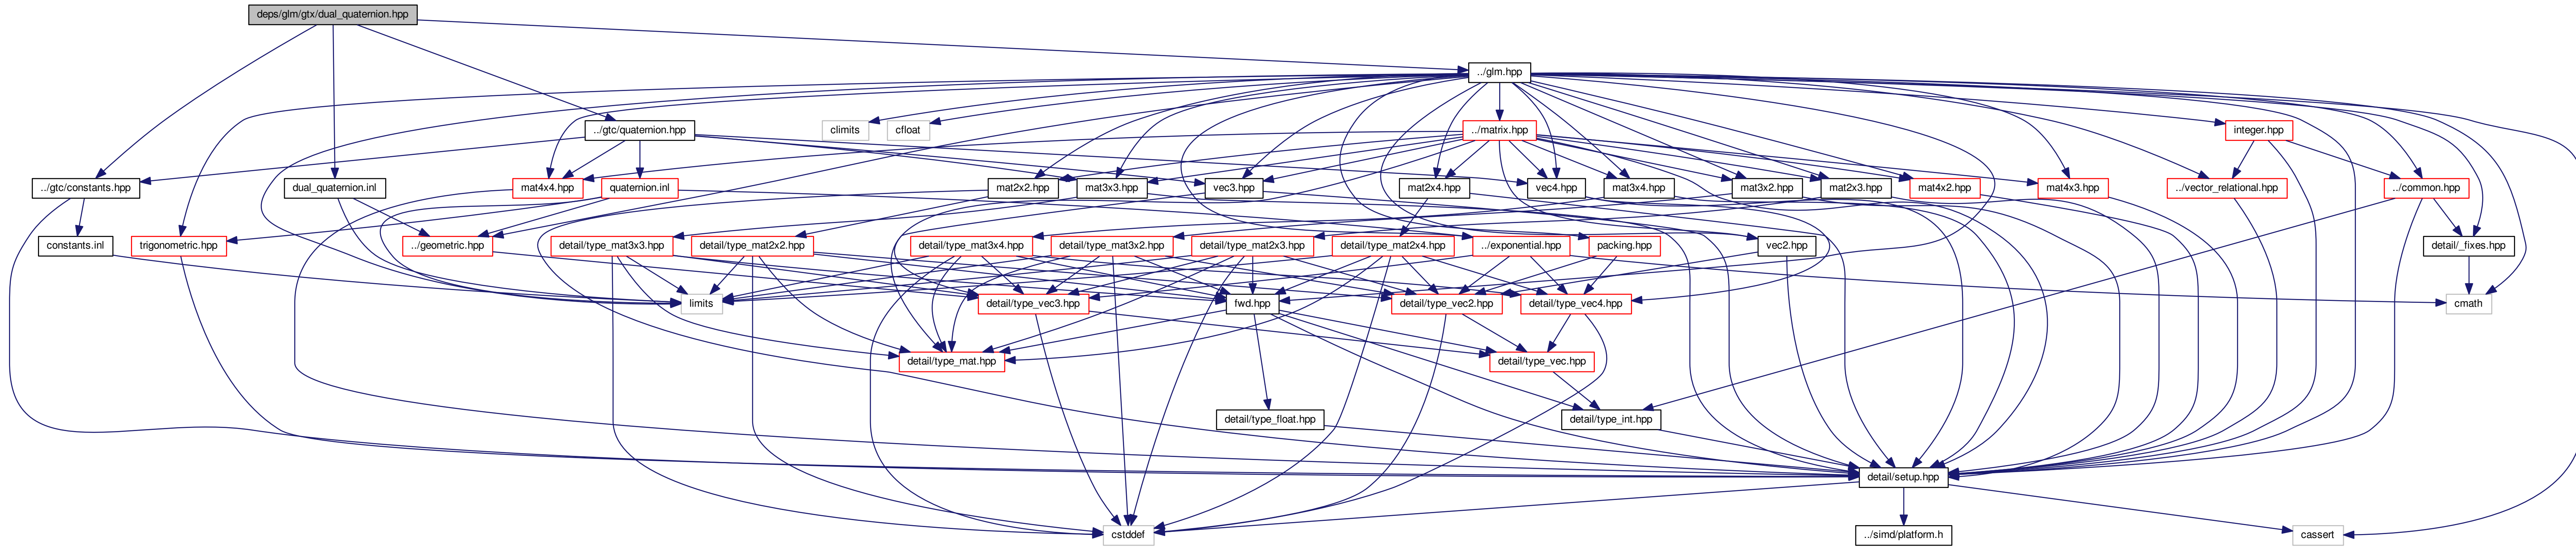 deps/glm/gtx/dual_quaternion.hpp
../glm.hpp
../gtc/quaternion.hpp
climits
cfloat
../matrix.hpp
integer.hpp
../gtc/constants.hpp
dual_quaternion.inl
mat4x4.hpp
quaternion.inl
mat2x2.hpp
mat3x3.hpp
vec3.hpp
mat2x4.hpp
vec4.hpp
mat3x4.hpp
mat3x2.hpp
mat2x3.hpp
mat4x2.hpp
mat4x3.hpp
../vector_relational.hpp
../common.hpp
constants.inl
trigonometric.hpp
../geometric.hpp
detail/type_mat3x3.hpp
detail/type_mat2x2.hpp
detail/type_mat3x4.hpp
detail/type_mat3x2.hpp
detail/type_mat2x3.hpp
detail/type_mat2x4.hpp
../exponential.hpp
packing.hpp
vec2.hpp
detail/_fixes.hpp
limits
detail/type_vec3.hpp
fwd.hpp
detail/type_vec2.hpp
detail/type_vec4.hpp
cmath
detail/type_mat.hpp
detail/type_vec.hpp
detail/type_float.hpp
detail/type_int.hpp
detail/setup.hpp
cstddef
../simd/platform.h
cassert